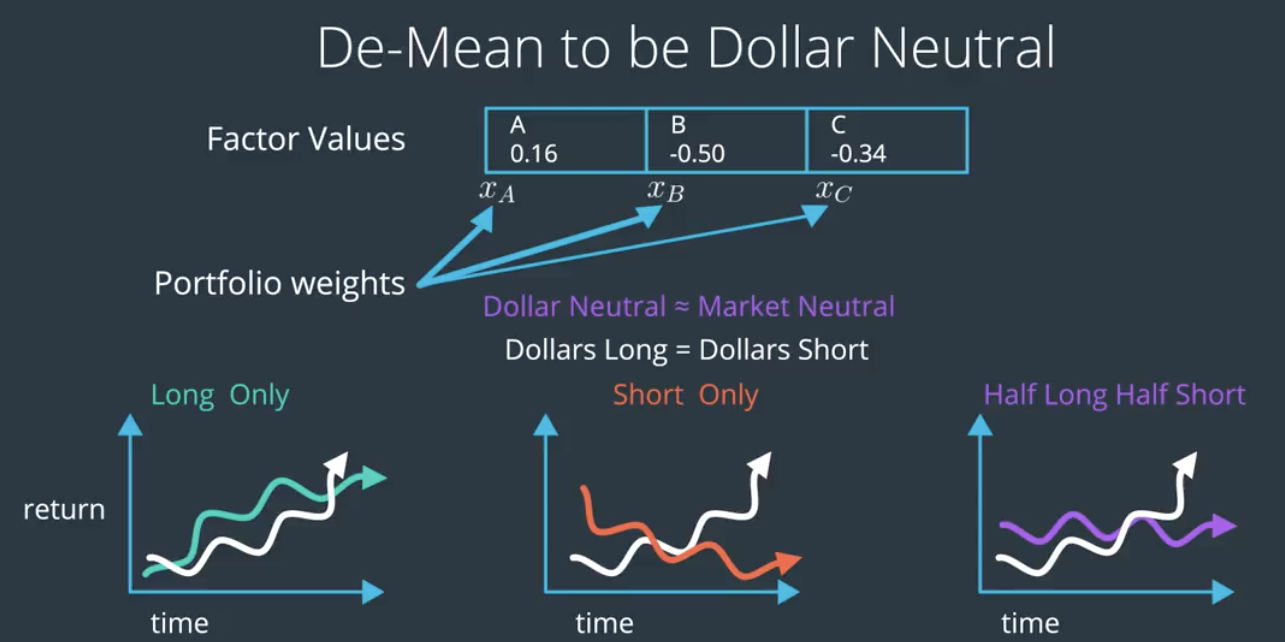 De-Mean to be Dollar Neutral
Factor Values
A
0.16
B
-0.50
C
-0.34
x_A
x_B
x_C
Portfolio weights
Dollar Neutral ≈ Market Neutral
Dollars Long = Dollars Short
Long Only
Short Only
Half Long Half Short
return
time
time
time